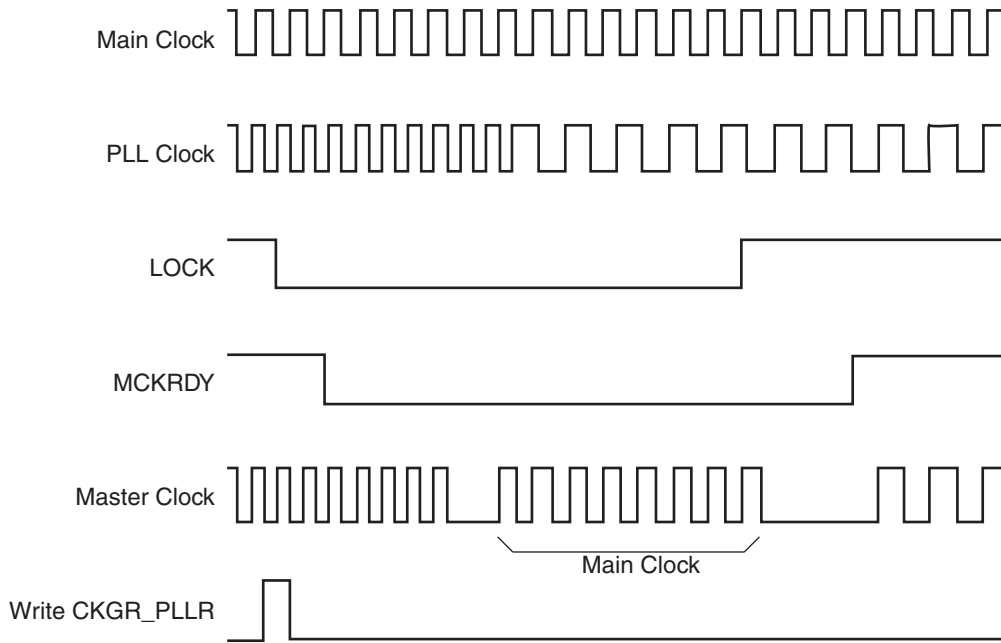 Main Clock
PLL Clock
LOCK
MCKRDY
Master Clock
Main Clock
Write CKGR_PLLR